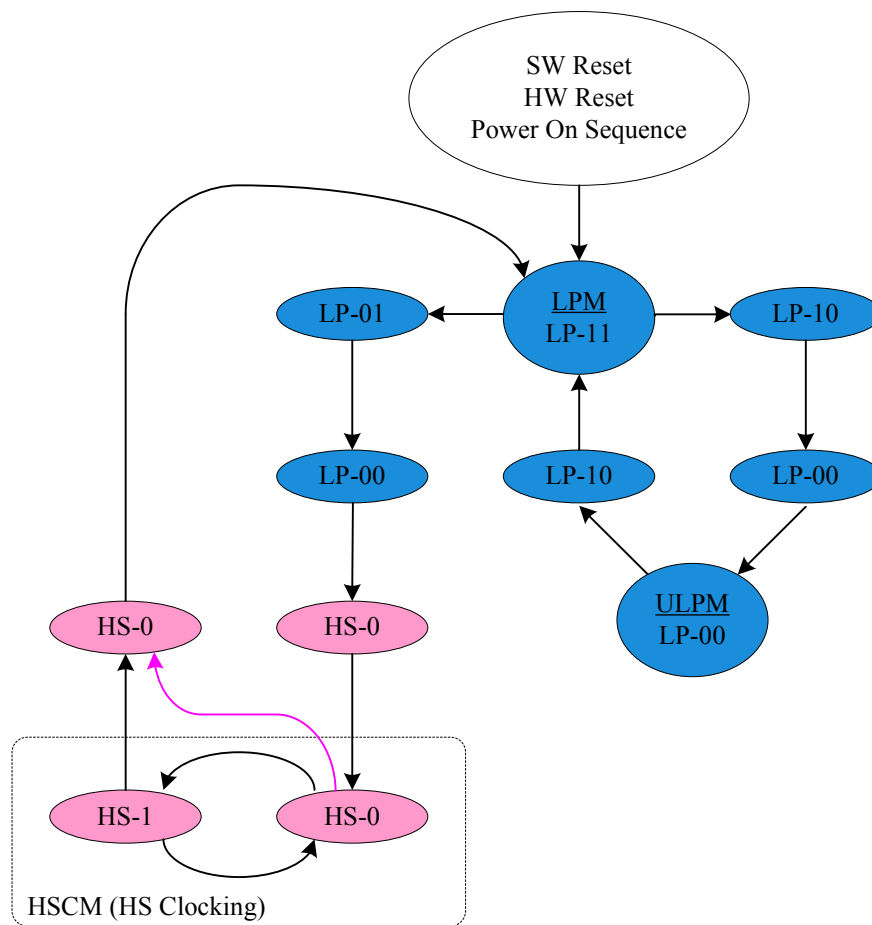 SW Reset
HW Reset
Power On Sequence
LP-01
LPM
LP-11
LP-10
LP-00
LP-10
LP-00
ULPM
LP-00
HS-0
HS-0
HS-1
HS-0
HSCM (HS Clocking)